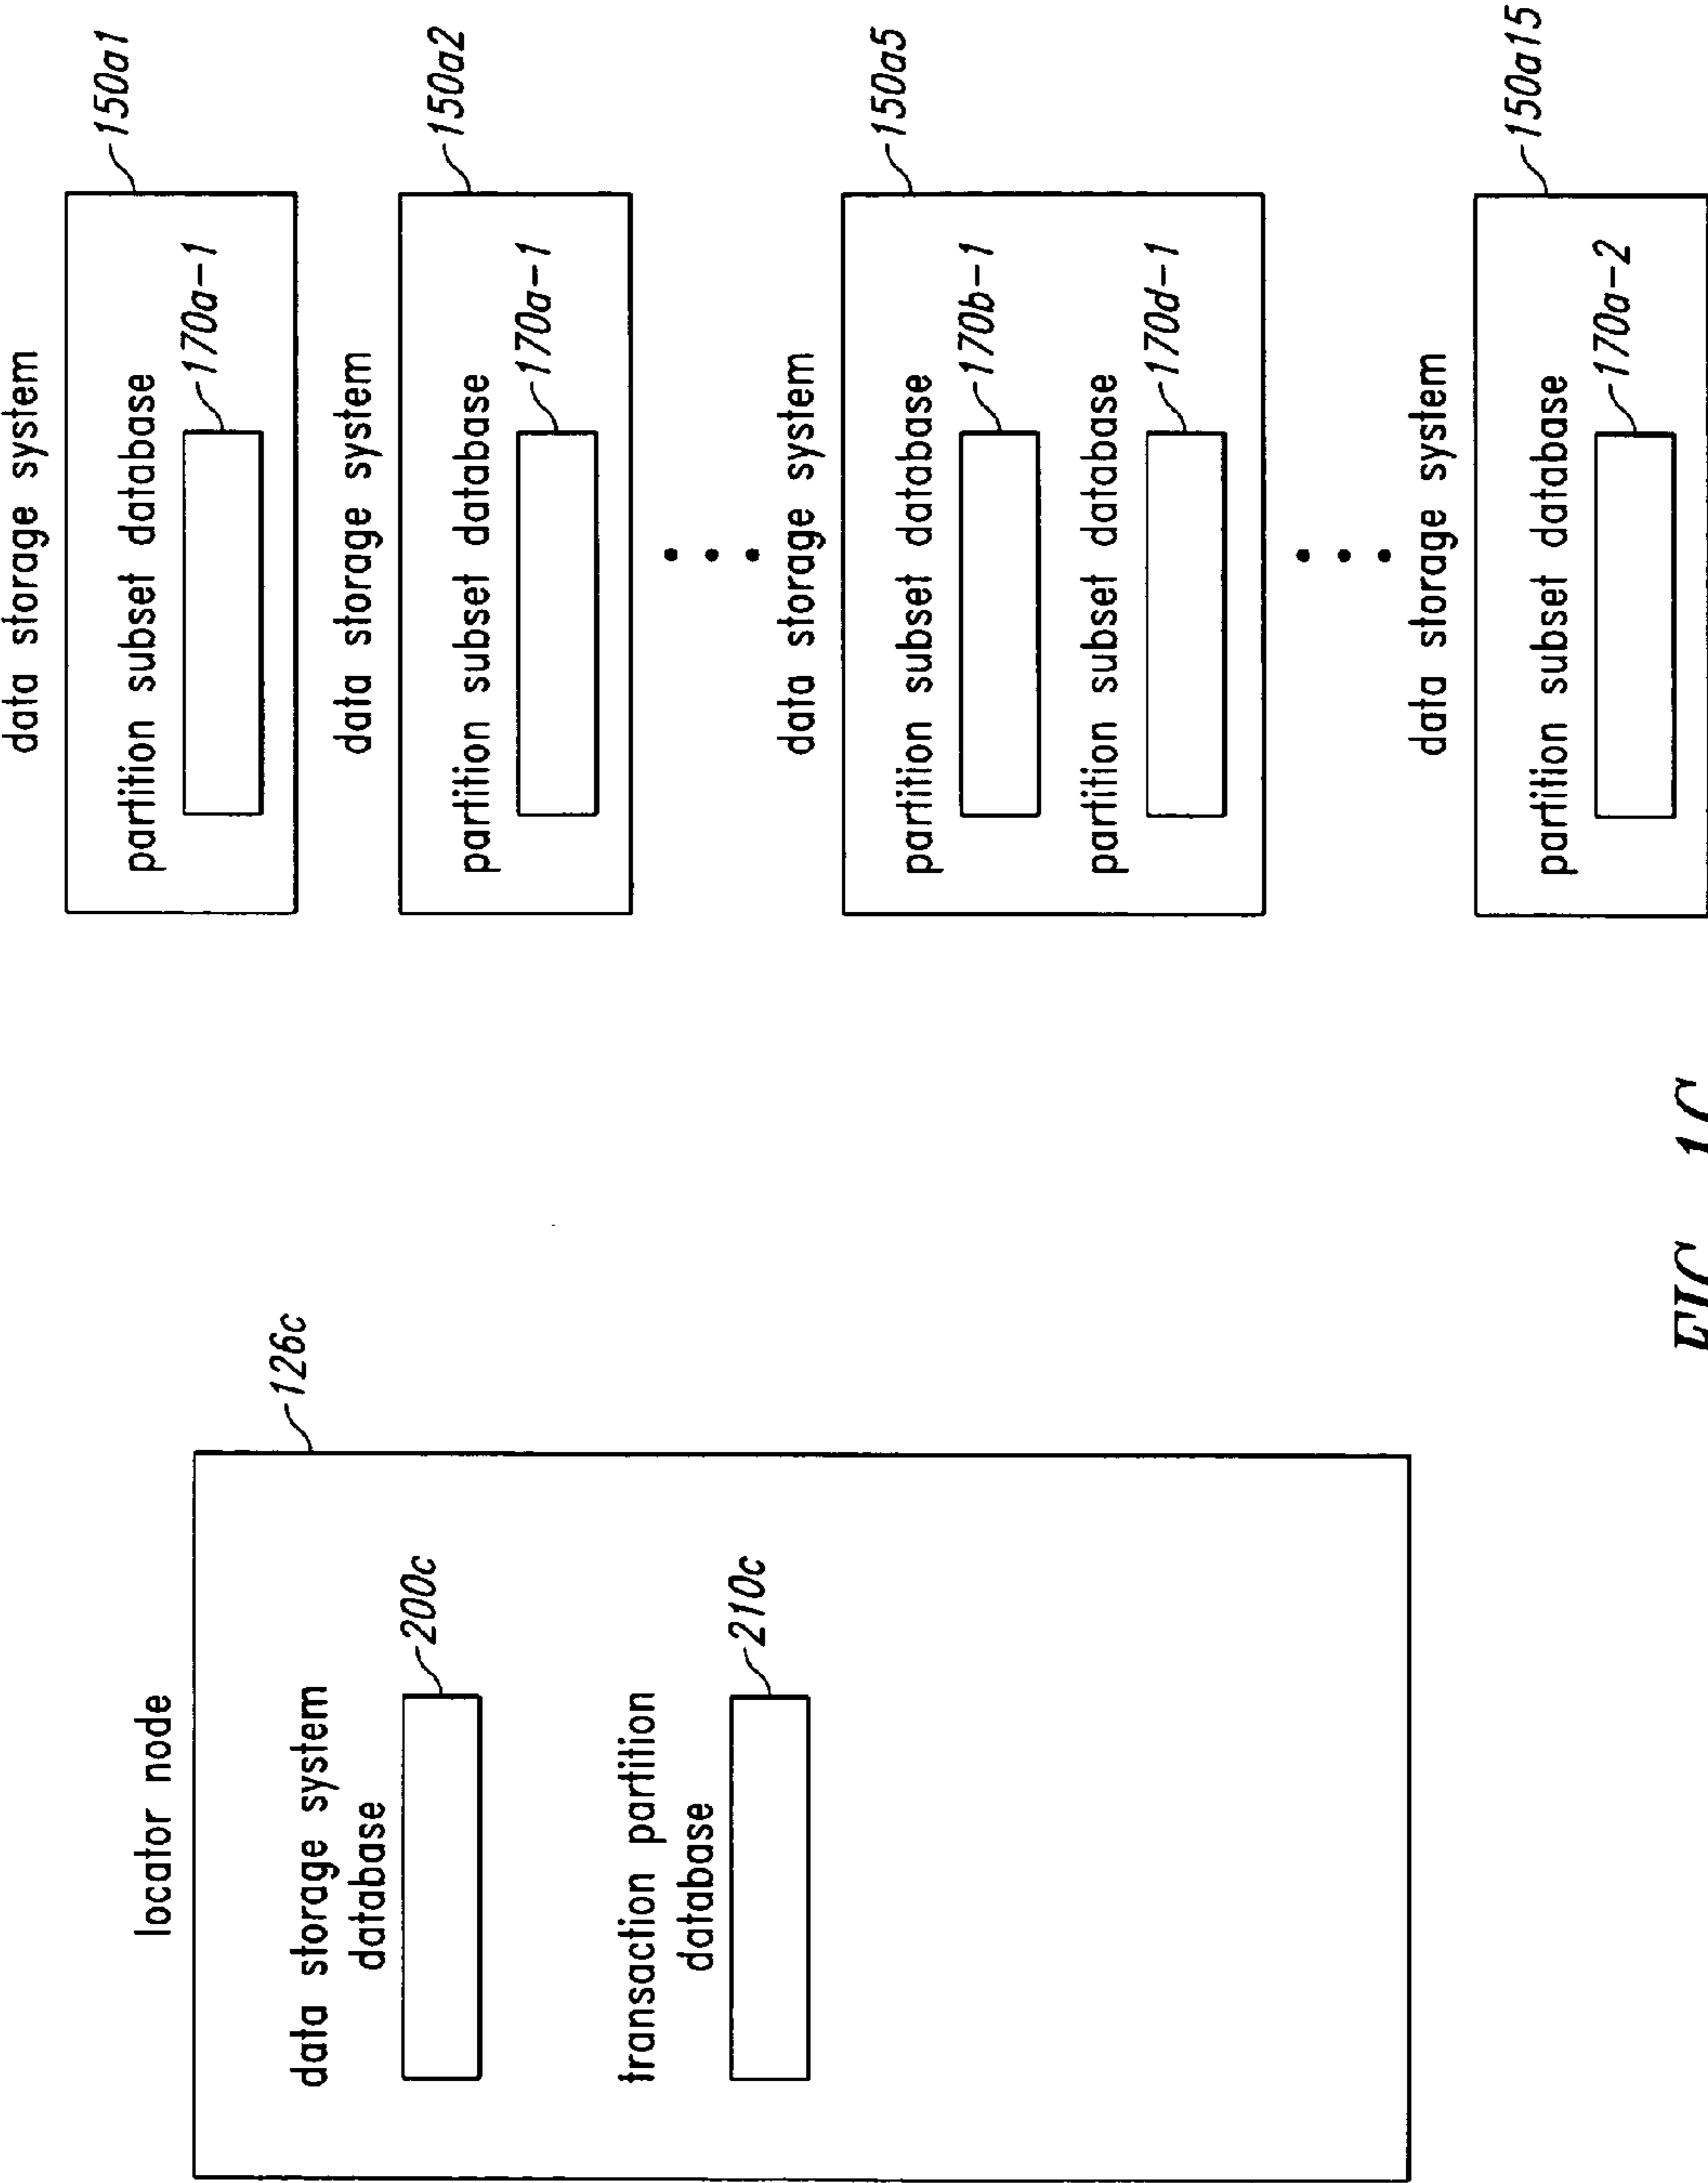 locator node
126c
data storage system
database
200c
transaction partition
database
210c
data storage system
150a1
partition subset database
170a-1
data storage system
150a2
partition subset database
170a-1
data storage system
150a5
partition subset database
170b-1
partition subset database
170d-1
data storage system
150a15
partition subset database
170a-2